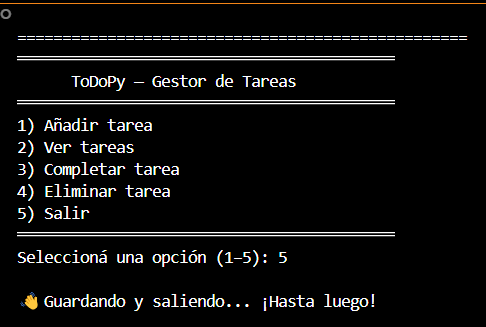 ==================================================
══════════════════════════════════════════
ToDoPy — Gestor de Tareas
══════════════════════════════════════════
1) Añadir tarea
2) Ver tareas
3) Completar tarea
4) Eliminar tarea
5) Salir
══════════════════════════════════════════
Seleccioná una opción (1–5): 5
👋 Guardando y saliendo... ¡Hasta luego!